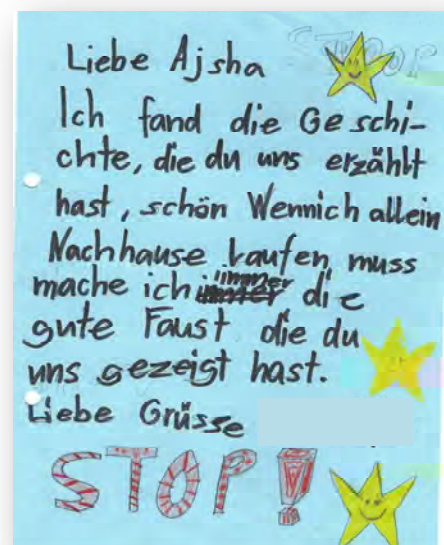 STOP
Liebe Ajsha
Ich fand die Geschi-
chte, die du uns erzählt
hast, schön Wennich allein
Nachhause laufen muss
mache ich immer die
gute Faust die du
uns gezeigt hast.
Liebe Grüsse
STOP!